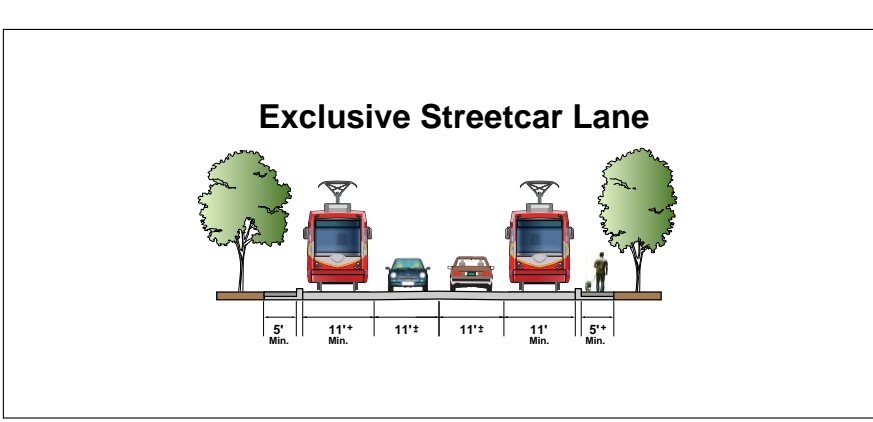 Exclusive Streetcar Lane
5' 11'+ 11'± 11'± 11' 5'+
Min. Min. Min. Min.